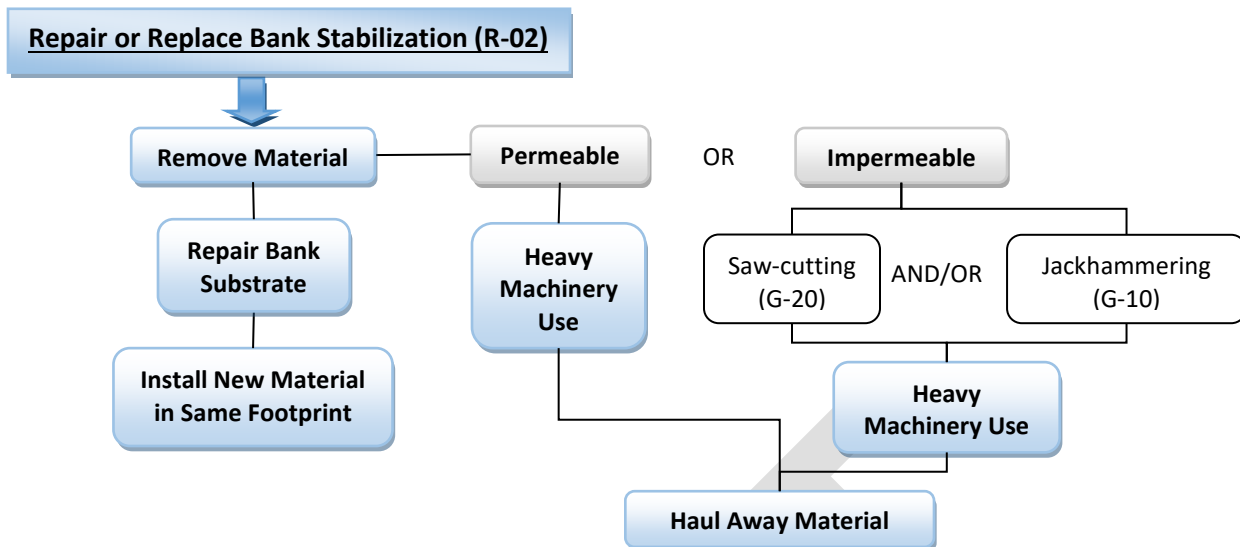 Repair or Replace Bank Stabilization (R-02)
Remove Material
Permeable
OR
Impermeable
Repair Bank
Substrate
Heavy
Machinery
Use
Saw-cutting
(G-20)
AND/OR
Jackhammering
(G-10)
Install New Material
in Same Footprint
Heavy
Machinery Use
Haul Away Material